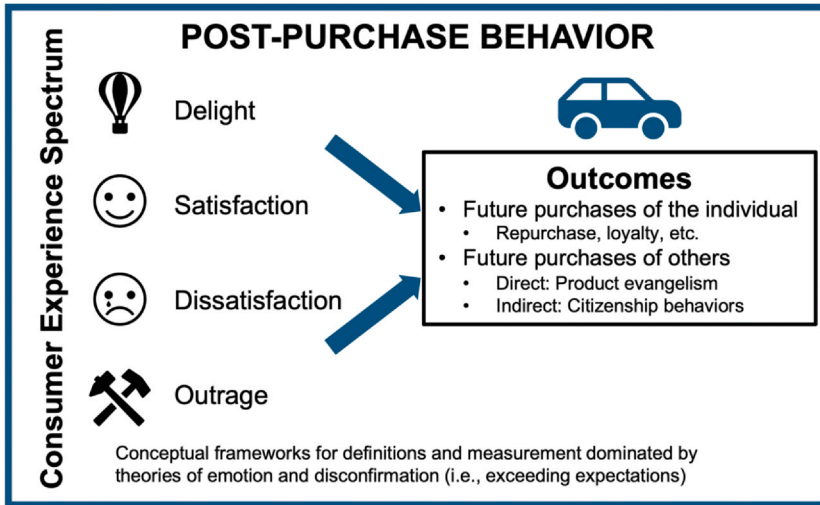 POST-PURCHASE BEHAVIOR
Consumer Experience Spectrum
Delight
Satisfaction
Dissatisfaction
Outrage
Outcomes
• Future purchases of the individual
• Repurchase, loyalty, etc.
• Future purchases of others
• Direct: Product evangelism
• Indirect: Citizenship behaviors
Conceptual frameworks for definitions and measurement dominated by
theories of emotion and disconfirmation (i.e., exceeding expectations)